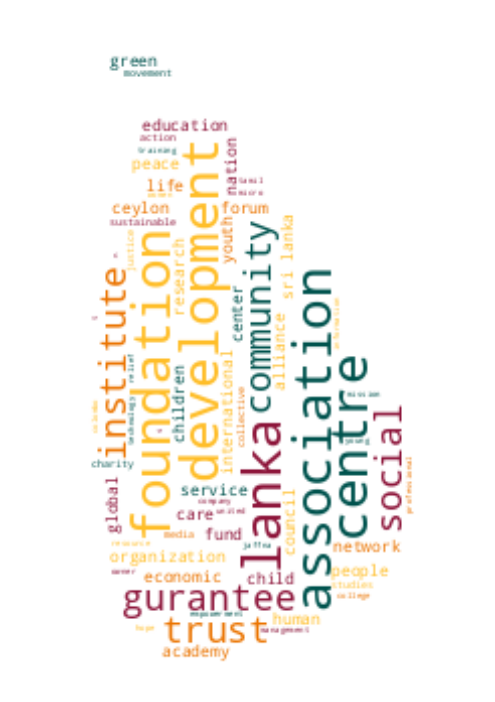 green
movement
education
action
training
peace
nation
life
tamil
micro
ceylon
forum
sustainable
youth
sri lanka
justice
research
development
foundation
community
institute
center
association
alliance
centre
international
children
relief
technology
collective
mission
young
lanka
social
professional
charity
global
service
company
care
united
council
fund
media
jaffna
resource
network
organization
economic
child
people
studies
gurantee
college
empowerment
human
trust
hope
management
academy